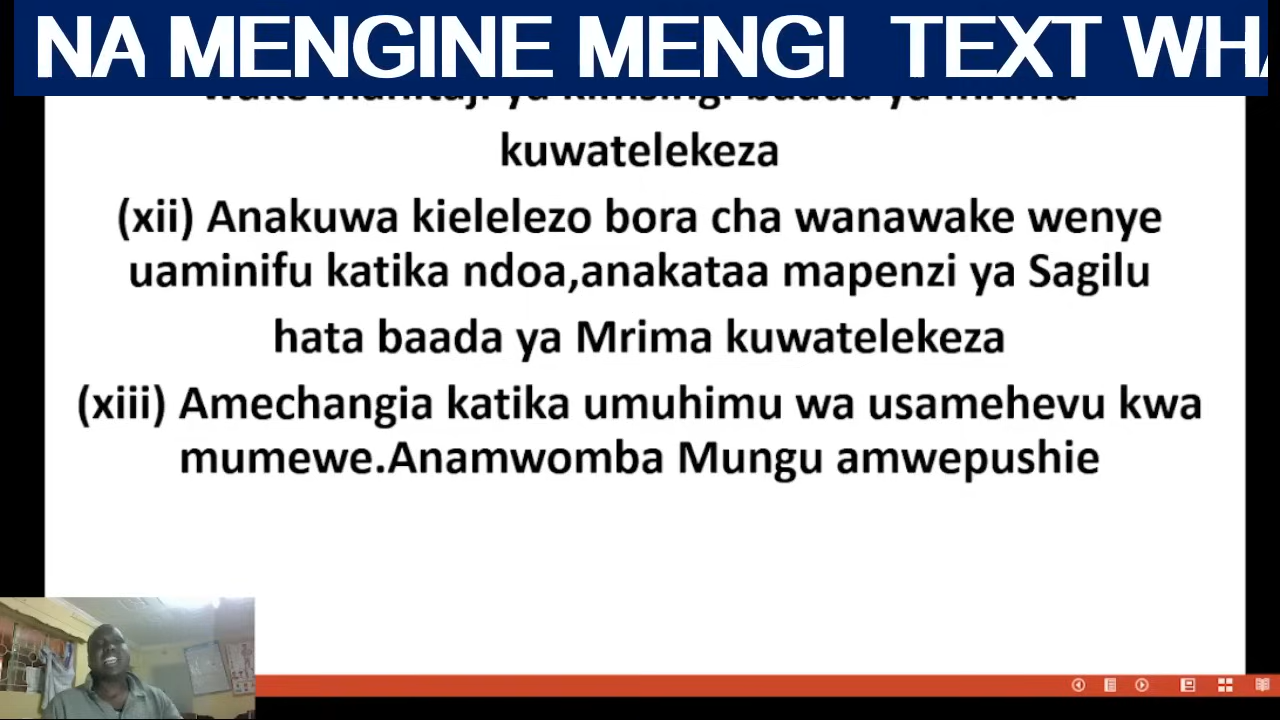 NA MENGINE MENGI TEXT WHA
kuwatelekeza
(xii) Anakuwa kielelezo bora cha wanawake wenye
uaminifu katika ndoa,anakataa mapenzi ya Sagilu
hata baada ya Mrima kuwatelekeza
(xiii) Amechangia katika umuhimu wa usamehevu kwa
mumewe.Anamwomba Mungu amwepushie